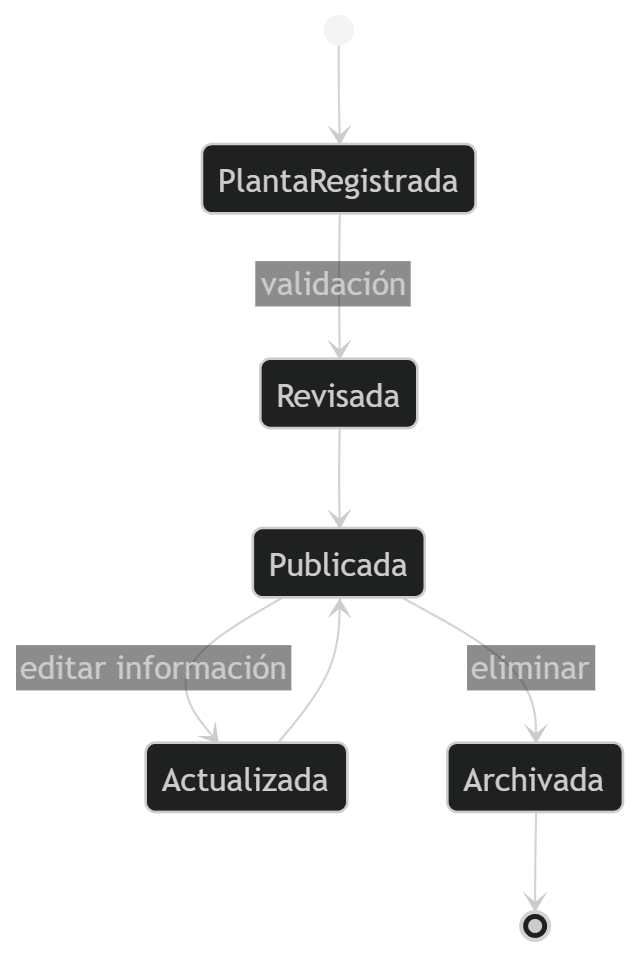 PlantaRegistrada
validación
Revisada
Publicada
editar información
eliminar
Actualizada
Archivada